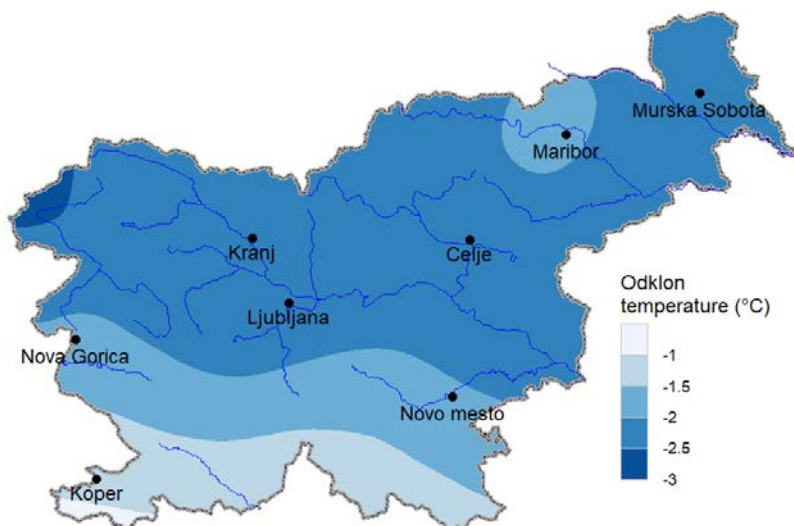 Murska Sobota
Maribor
Kranj
Celje
Ljubljana
Nova Gorica
Novo mesto
Koper
Odklon
temperature (°C)
-1
-1.5
-2
-2.5
-3